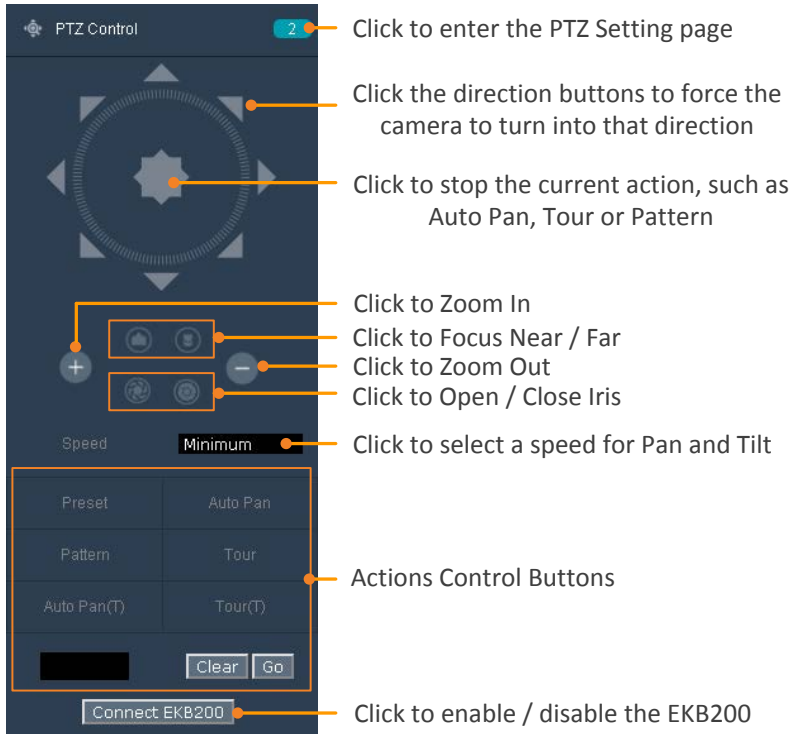 PTZ Control
2
Click to enter the PTZ Setting page
Click the direction buttons to force the
camera to turn into that direction
Click to stop the current action, such as
Auto Pan, Tour or Pattern
Click to Zoom In
Click to Focus Near / Far
+
−
Click to Zoom Out
Click to Open / Close Iris
Speed
Minimum
Click to select a speed for Pan and Tilt
Preset
Auto Pan
Pattern
Tour
Actions Control Buttons
Auto Pan(T)
Tour(T)
Clear
Go
Connect EKB200
Click to enable / disable the EKB200